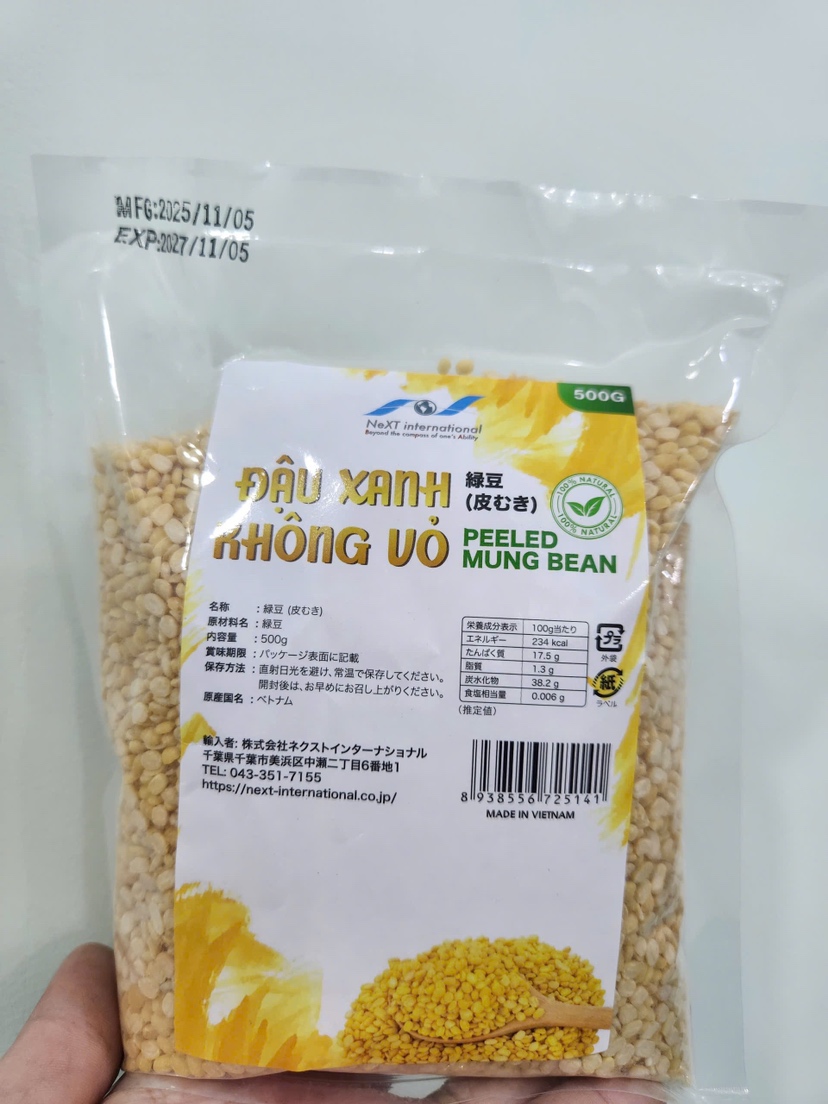 MFG:2025/11/05
EXP:2027/11/05
500G
NeXT international
Beyond the compass of one's Ability
ĐẬU XANH
KHÔNG VỎ
緑豆
(皮むき)
PEELED
MUNG BEAN
100% NATURAL
100% NATURAL
名称 : 緑豆 (皮むき)
原材料名 : 緑豆
内容量 : 500g
賞味期限 : パッケージ表面に記載
保存方法 : 直射日光を避け、常温で保存してください。
開封後は、お早めにお召し上がりください。
原産国名 : ベトナム
栄養成分表示 100g当たり
エネルギー 234 kcal
たんぱく質 17.5 g
脂質 1.3 g
炭水化物 38.2 g
食塩相当量 0.006 g
(推定値)
プラ
外装
紙
ラベル
輸入者: 株式会社ネクストインターナショナル
千葉県千葉市美浜区中瀬二丁目6番地1
TEL: 043-351-7155
https://next-international.co.jp/
8 938556 725141
MADE IN VIETNAM